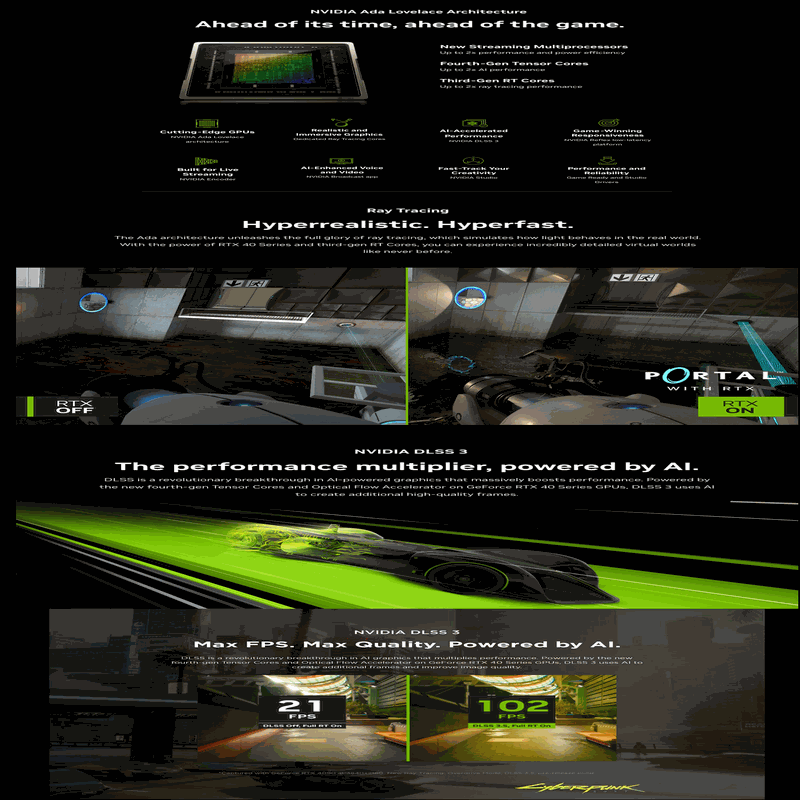 NVIDIA Ada Lovelace Architecture
Ahead of its time, ahead of the game.
New Streaming Multiprocessors
Up to 2x performance and power efficiency
Fourth-Gen Tensor Cores
Up to 2x AI performance
Third-Gen RT Cores
Up to 2x ray tracing performance
Cutting-Edge GPUs
NVIDIA Ada Lovelace
architecture
Realistic and
Immersive Graphics
Dedicated Ray Tracing Cores
AI-Accelerated
Performance
NVIDIA DLSS 3
Game-Winning
Responsiveness
NVIDIA Reflex low-latency
platform
Built for Live
Streaming
NVIDIA Encoder
AI-Enhanced Voice
and Video
NVIDIA Broadcast app
Fast-Track Your
Creativity
NVIDIA Studio
Performance and
Reliability
Game Ready and Studio
Drivers
Ray Tracing
Hyperrealistic. Hyperfast.
The Ada architecture unleashes the full glory of ray tracing, which simulates how light behaves in the real world.
With the power of RTX 40 Series and third-gen RT Cores, you can experience incredibly detailed virtual worlds
like never before.
RTX
OFF
PORTAL
WITH RTX
RTX
ON
NVIDIA DLSS 3
The performance multiplier, powered by AI.
DLSS is a revolutionary breakthrough in AI-powered graphics that massively boosts performance. Powered by
the new fourth-gen Tensor Cores and Optical Flow Accelerator on GeForce RTX 40 Series GPUs, DLSS 3 uses AI
to create additional high-quality frames.
NVIDIA DLSS 3
Max FPS. Max Quality. Powered by AI.
DLSS is a revolutionary breakthrough in AI graphics that multiplies performance. Powered by the new
fourth-gen Tensor Cores and Optical Flow Accelerator on GeForce RTX 40 Series GPUs, DLSS 3 uses AI to
create additional frames and improve image quality.
21
FPS
DLSS Off, Full RT On
102
FPS
DLSS 3.5, Full RT On
CYBERPUNK